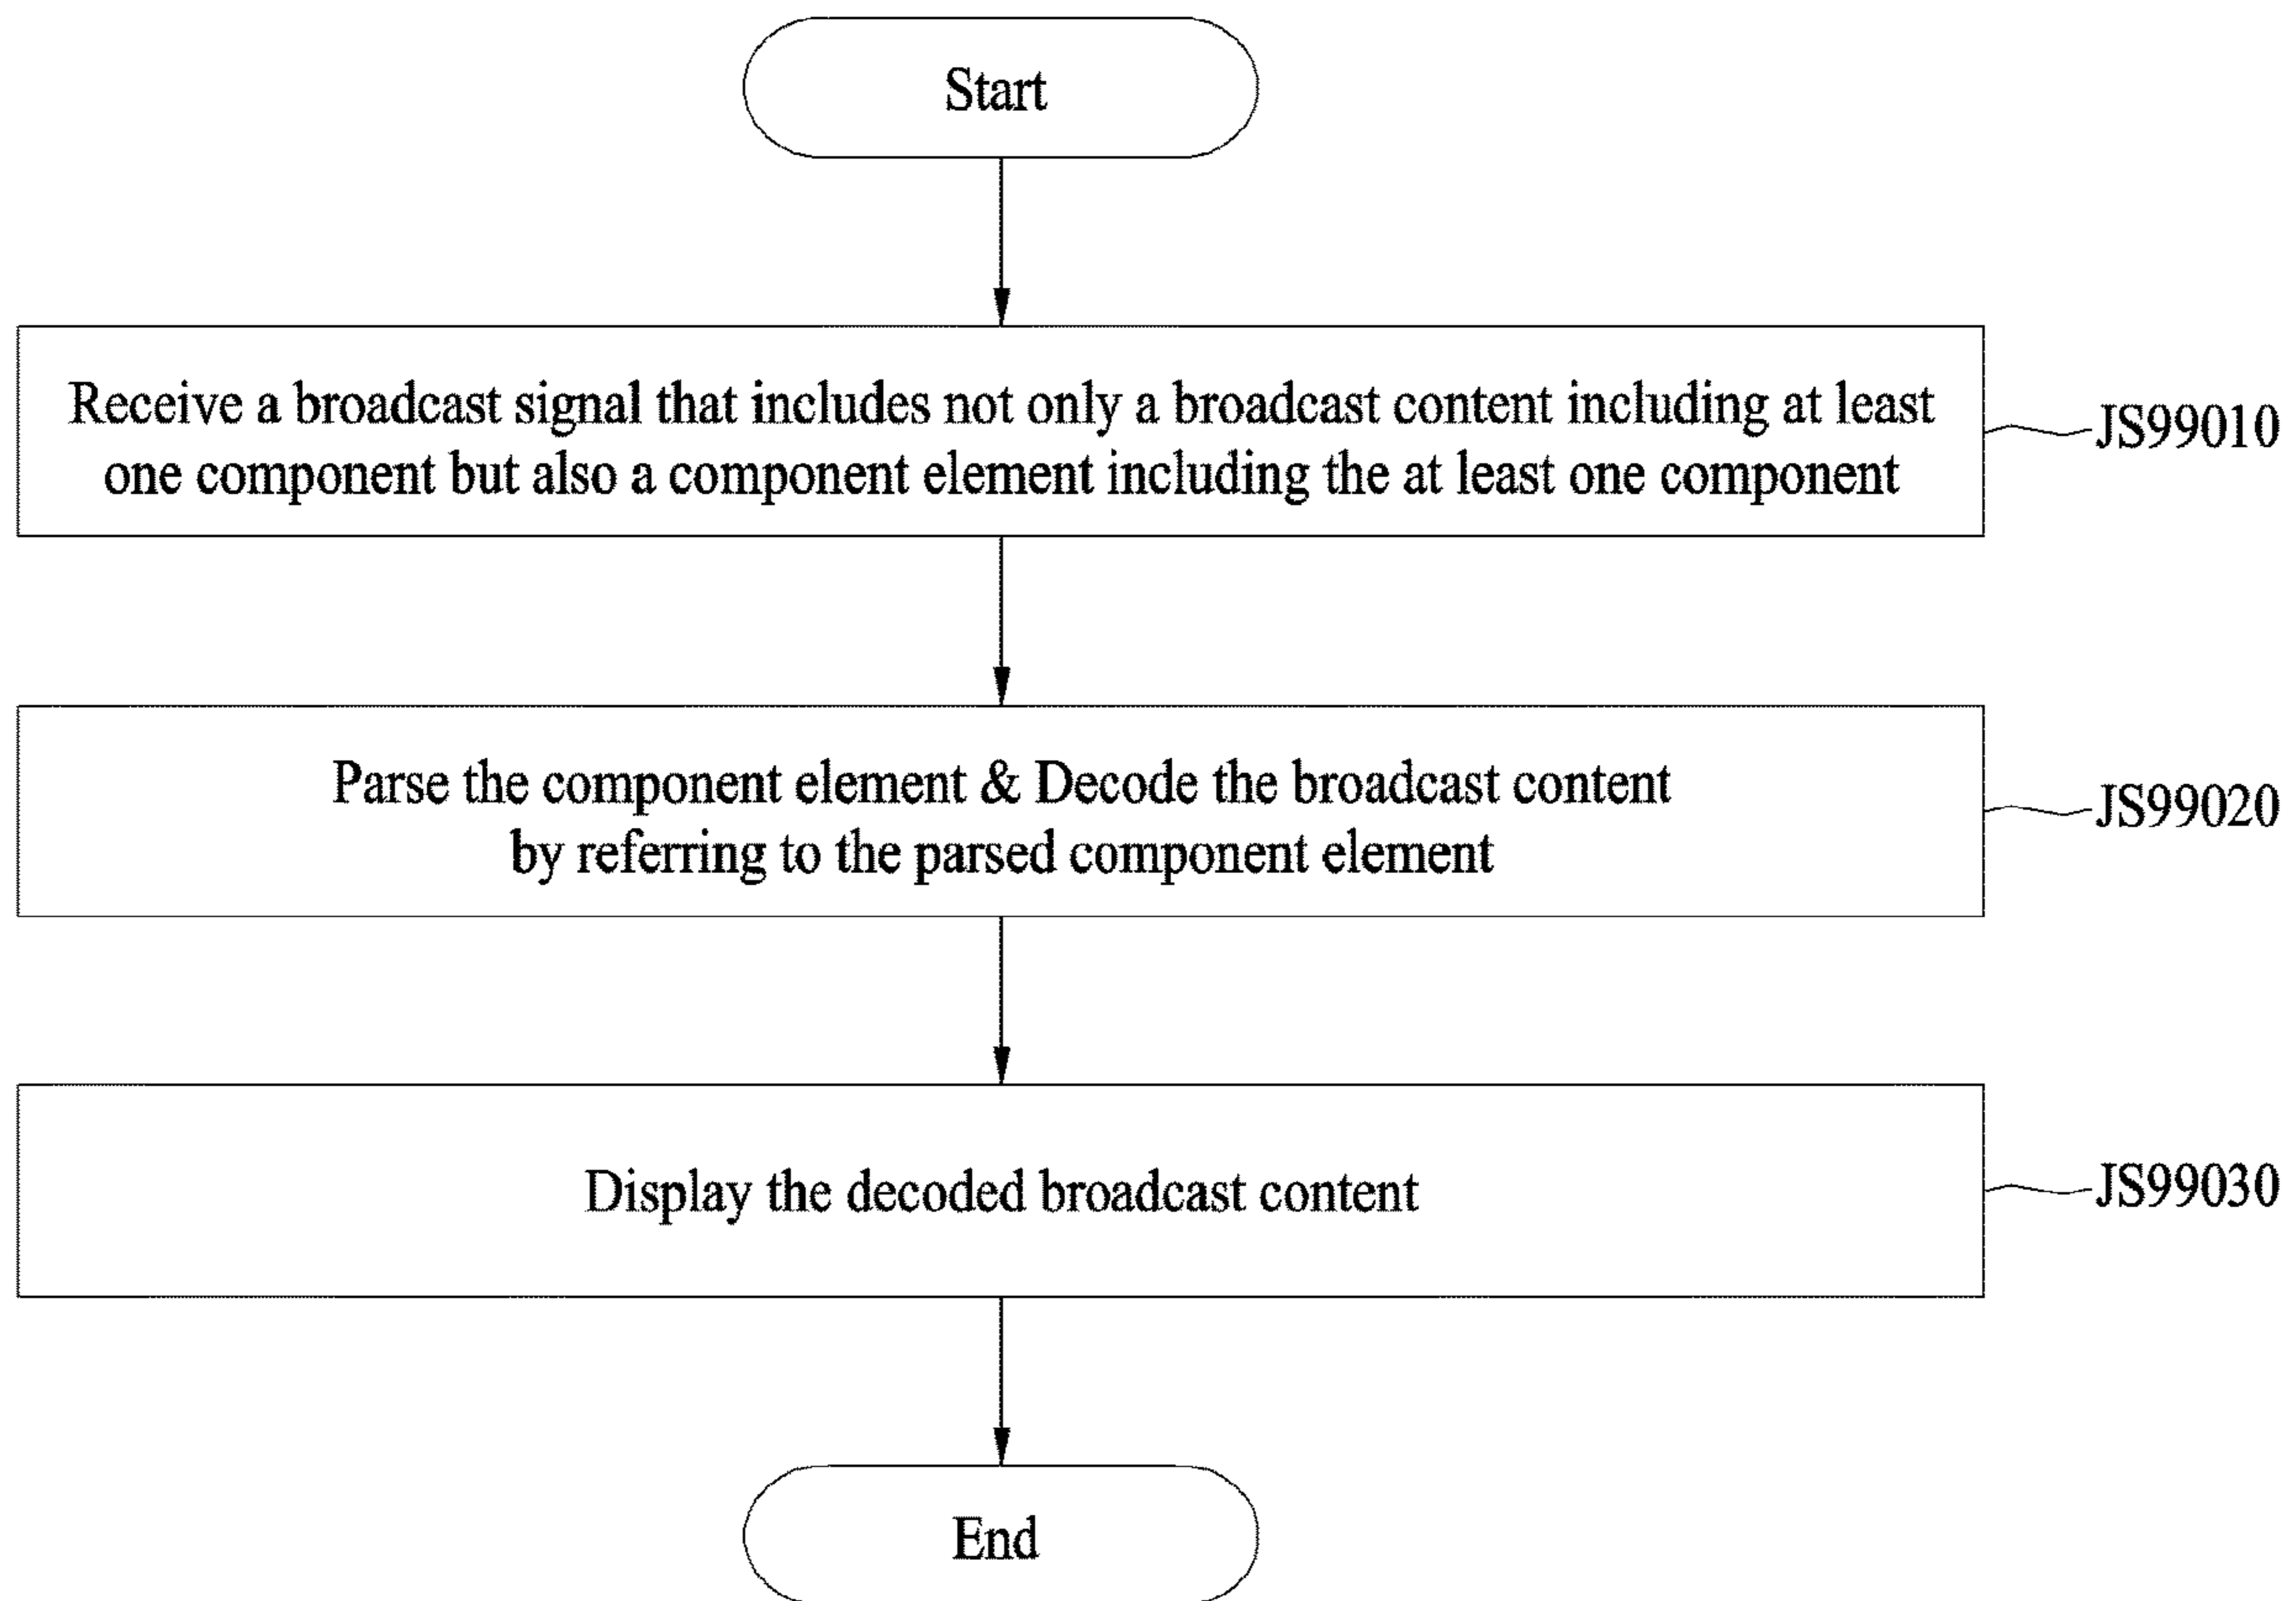 Start
Receive a broadcast signal that includes not only a broadcast content including at least
one component but also a component element including the at least one component
JS99010
Parse the component element & Decode the broadcast content
by referring to the parsed component element
JS99020
Display the decoded broadcast content
JS99030
End